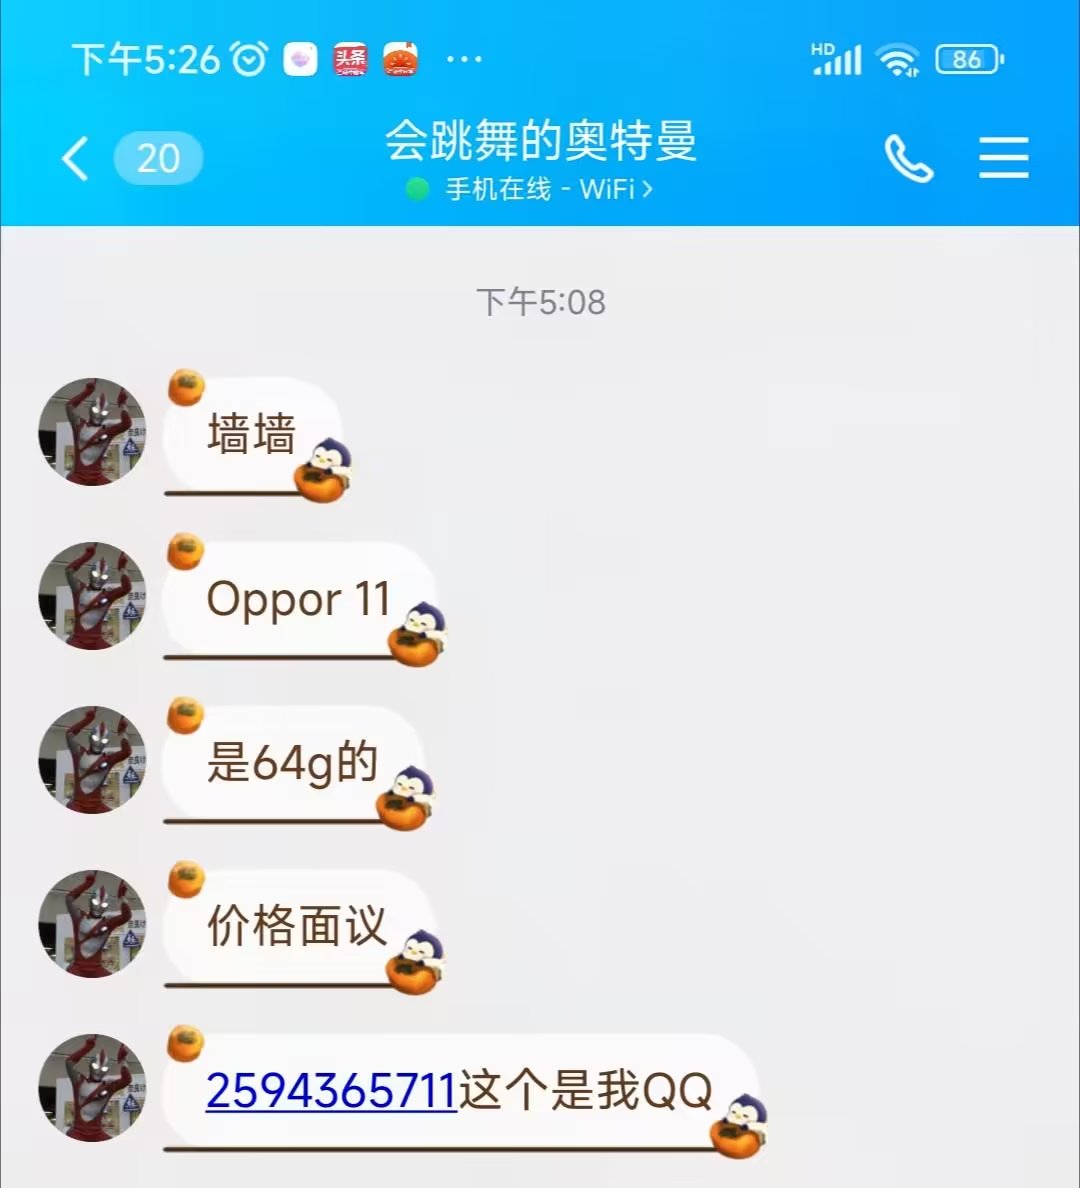 下午5:26
头条
HD
86
20
会跳舞的奥特曼
手机在线 - WiFi
下午5:08
墙墙
Oppor 11
是64g的
价格面议
2594365711这个是我QQ